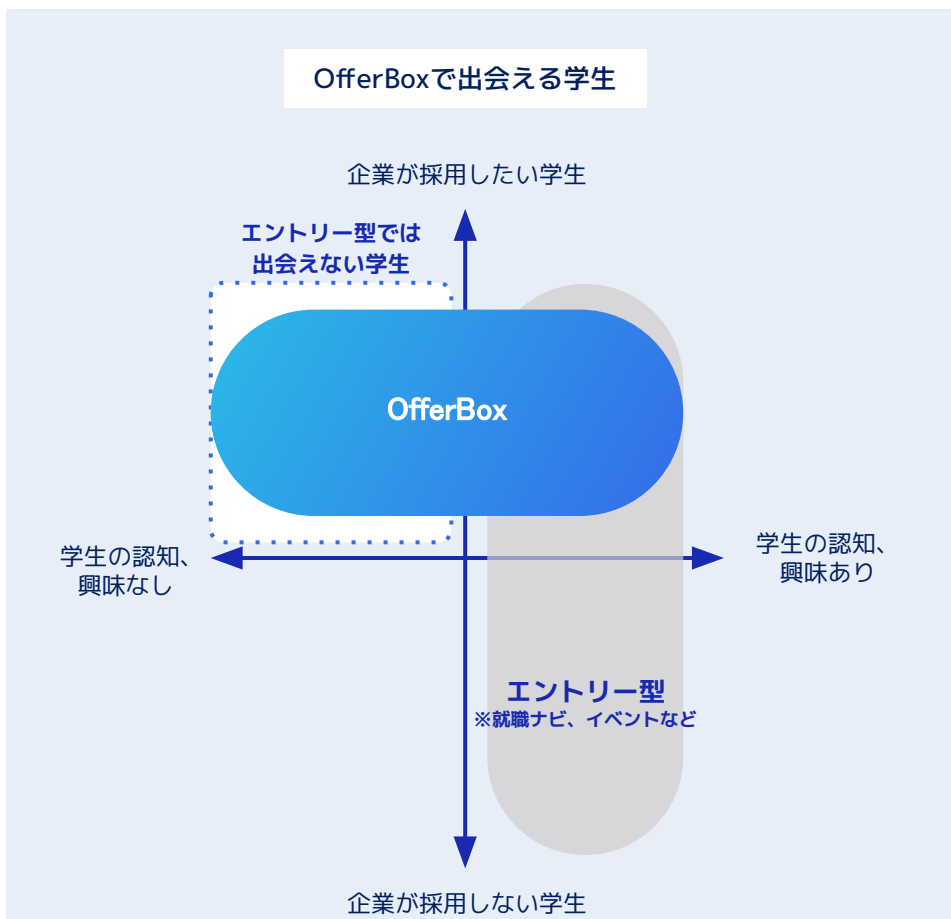 OfferBoxで出会える学生
企業が採用したい学生
エントリー型では
出会えない学生
OfferBox
学生の認知、
興味なし
学生の認知、
興味あり
エントリー型
※就職ナビ、イベントなど
企業が採用しない学生